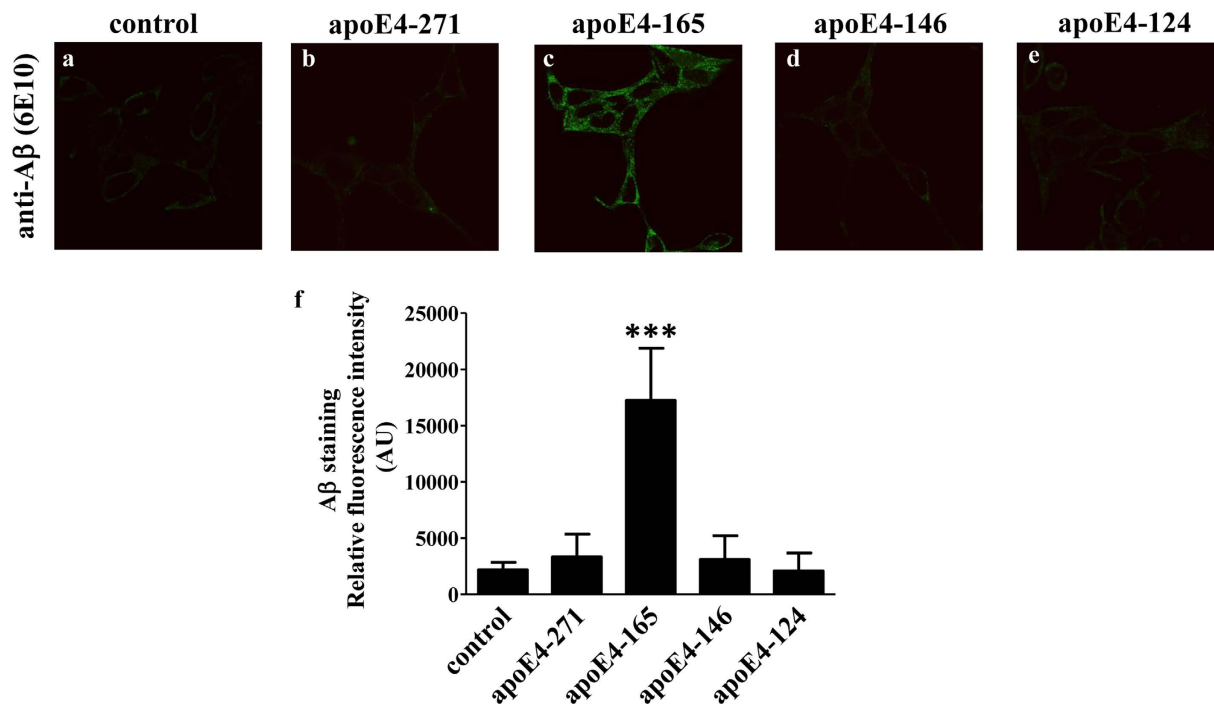 control apoE4-271 apoE4-165 apoE4-146 apoE4-124
anti-Aβ (6E10)
a b c d e
f
Aβ staining
Relative fluorescence intensity
(AU)
25000
20000
15000
10000
5000
0
***
control apoE4-271 apoE4-165 apoE4-146 apoE4-124